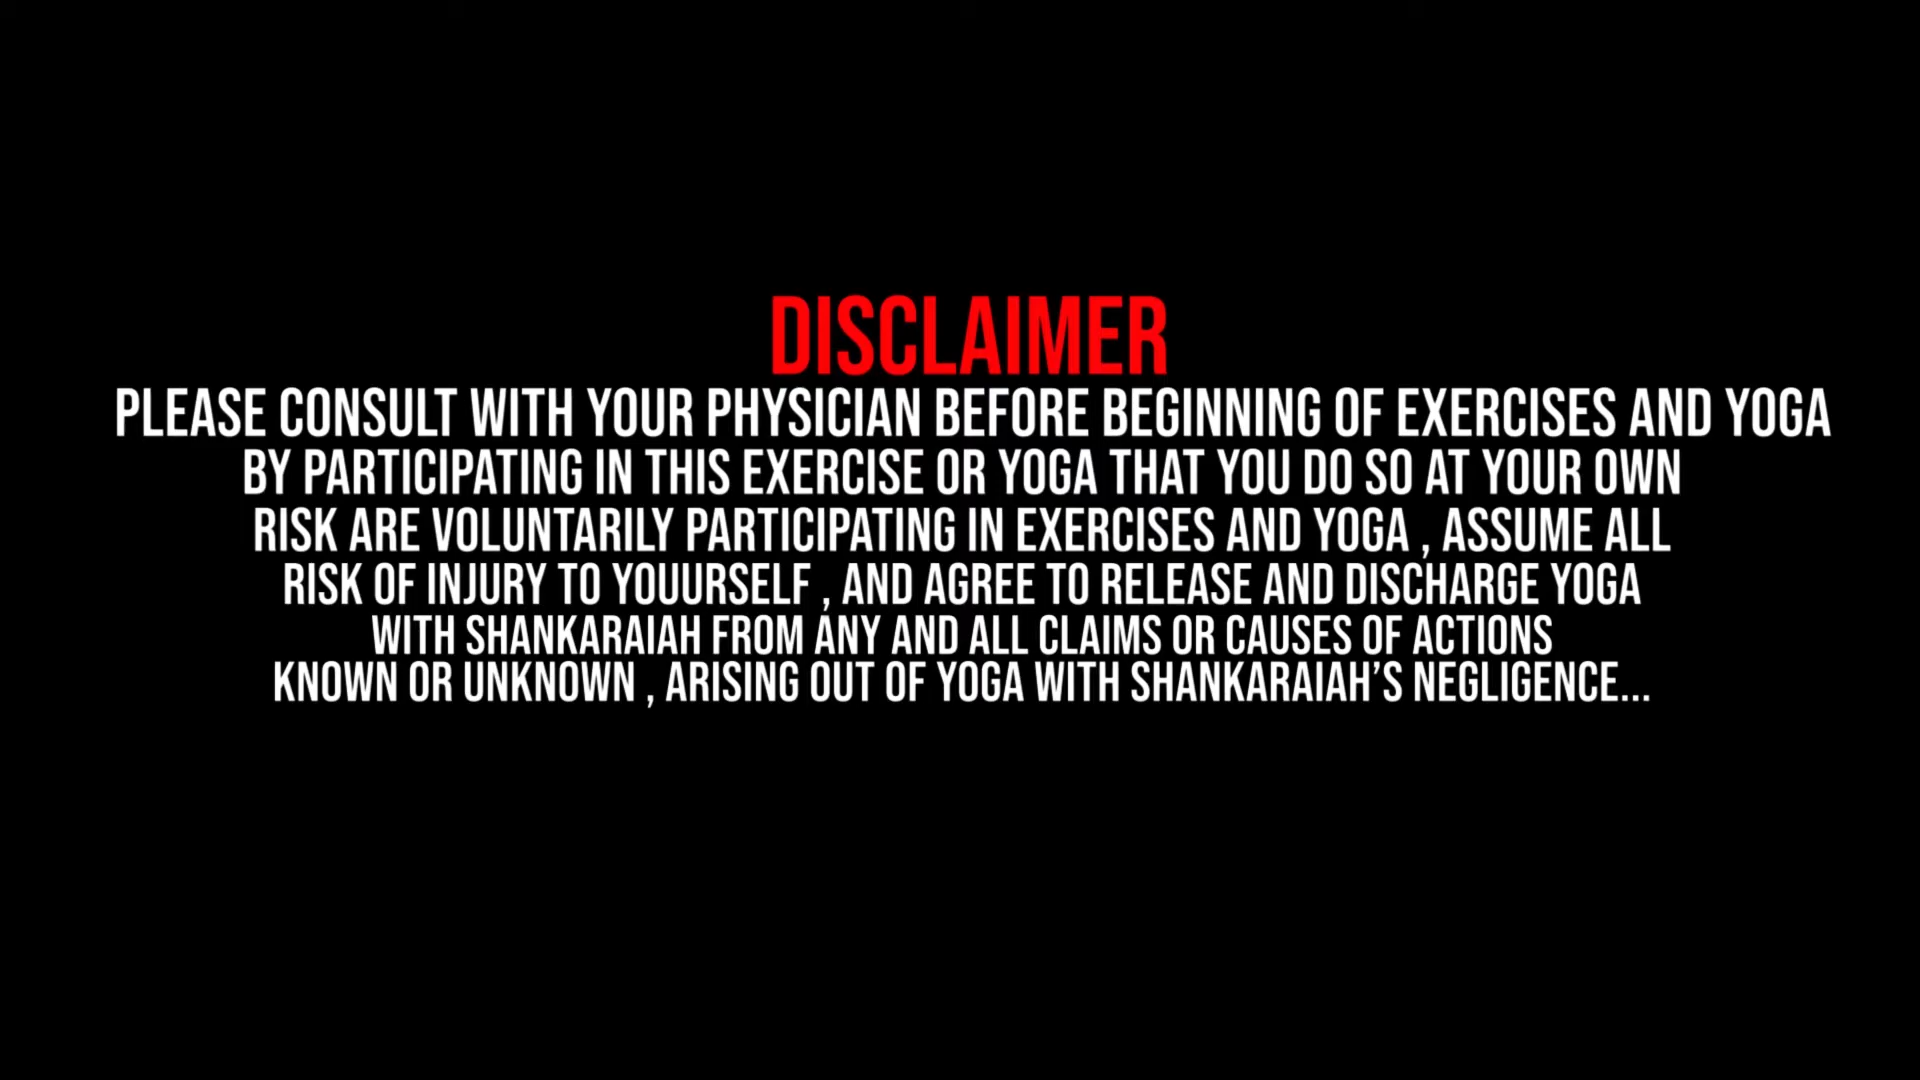 DISCLAIMER
PLEASE CONSULT WITH YOUR PHYSICIAN BEFORE BEGINNING OF EXERCISES AND YOGA
BY PARTICIPATING IN THIS EXERCISE OR YOGA THAT YOU DO SO AT YOUR OWN
RISK ARE VOLUNTARILY PARTICIPATING IN EXERCISES AND YOGA , ASSUME ALL
RISK OF INJURY TO YOUURSELF , AND AGREE TO RELEASE AND DISCHARGE YOGA
WITH SHANKARAIAH FROM ANY AND ALL CLAIMS OR CAUSES OF ACTIONS
KNOWN OR UNKNOWN , ARISING OUT OF YOGA WITH SHANKARAIAH’S NEGLIGENCE...